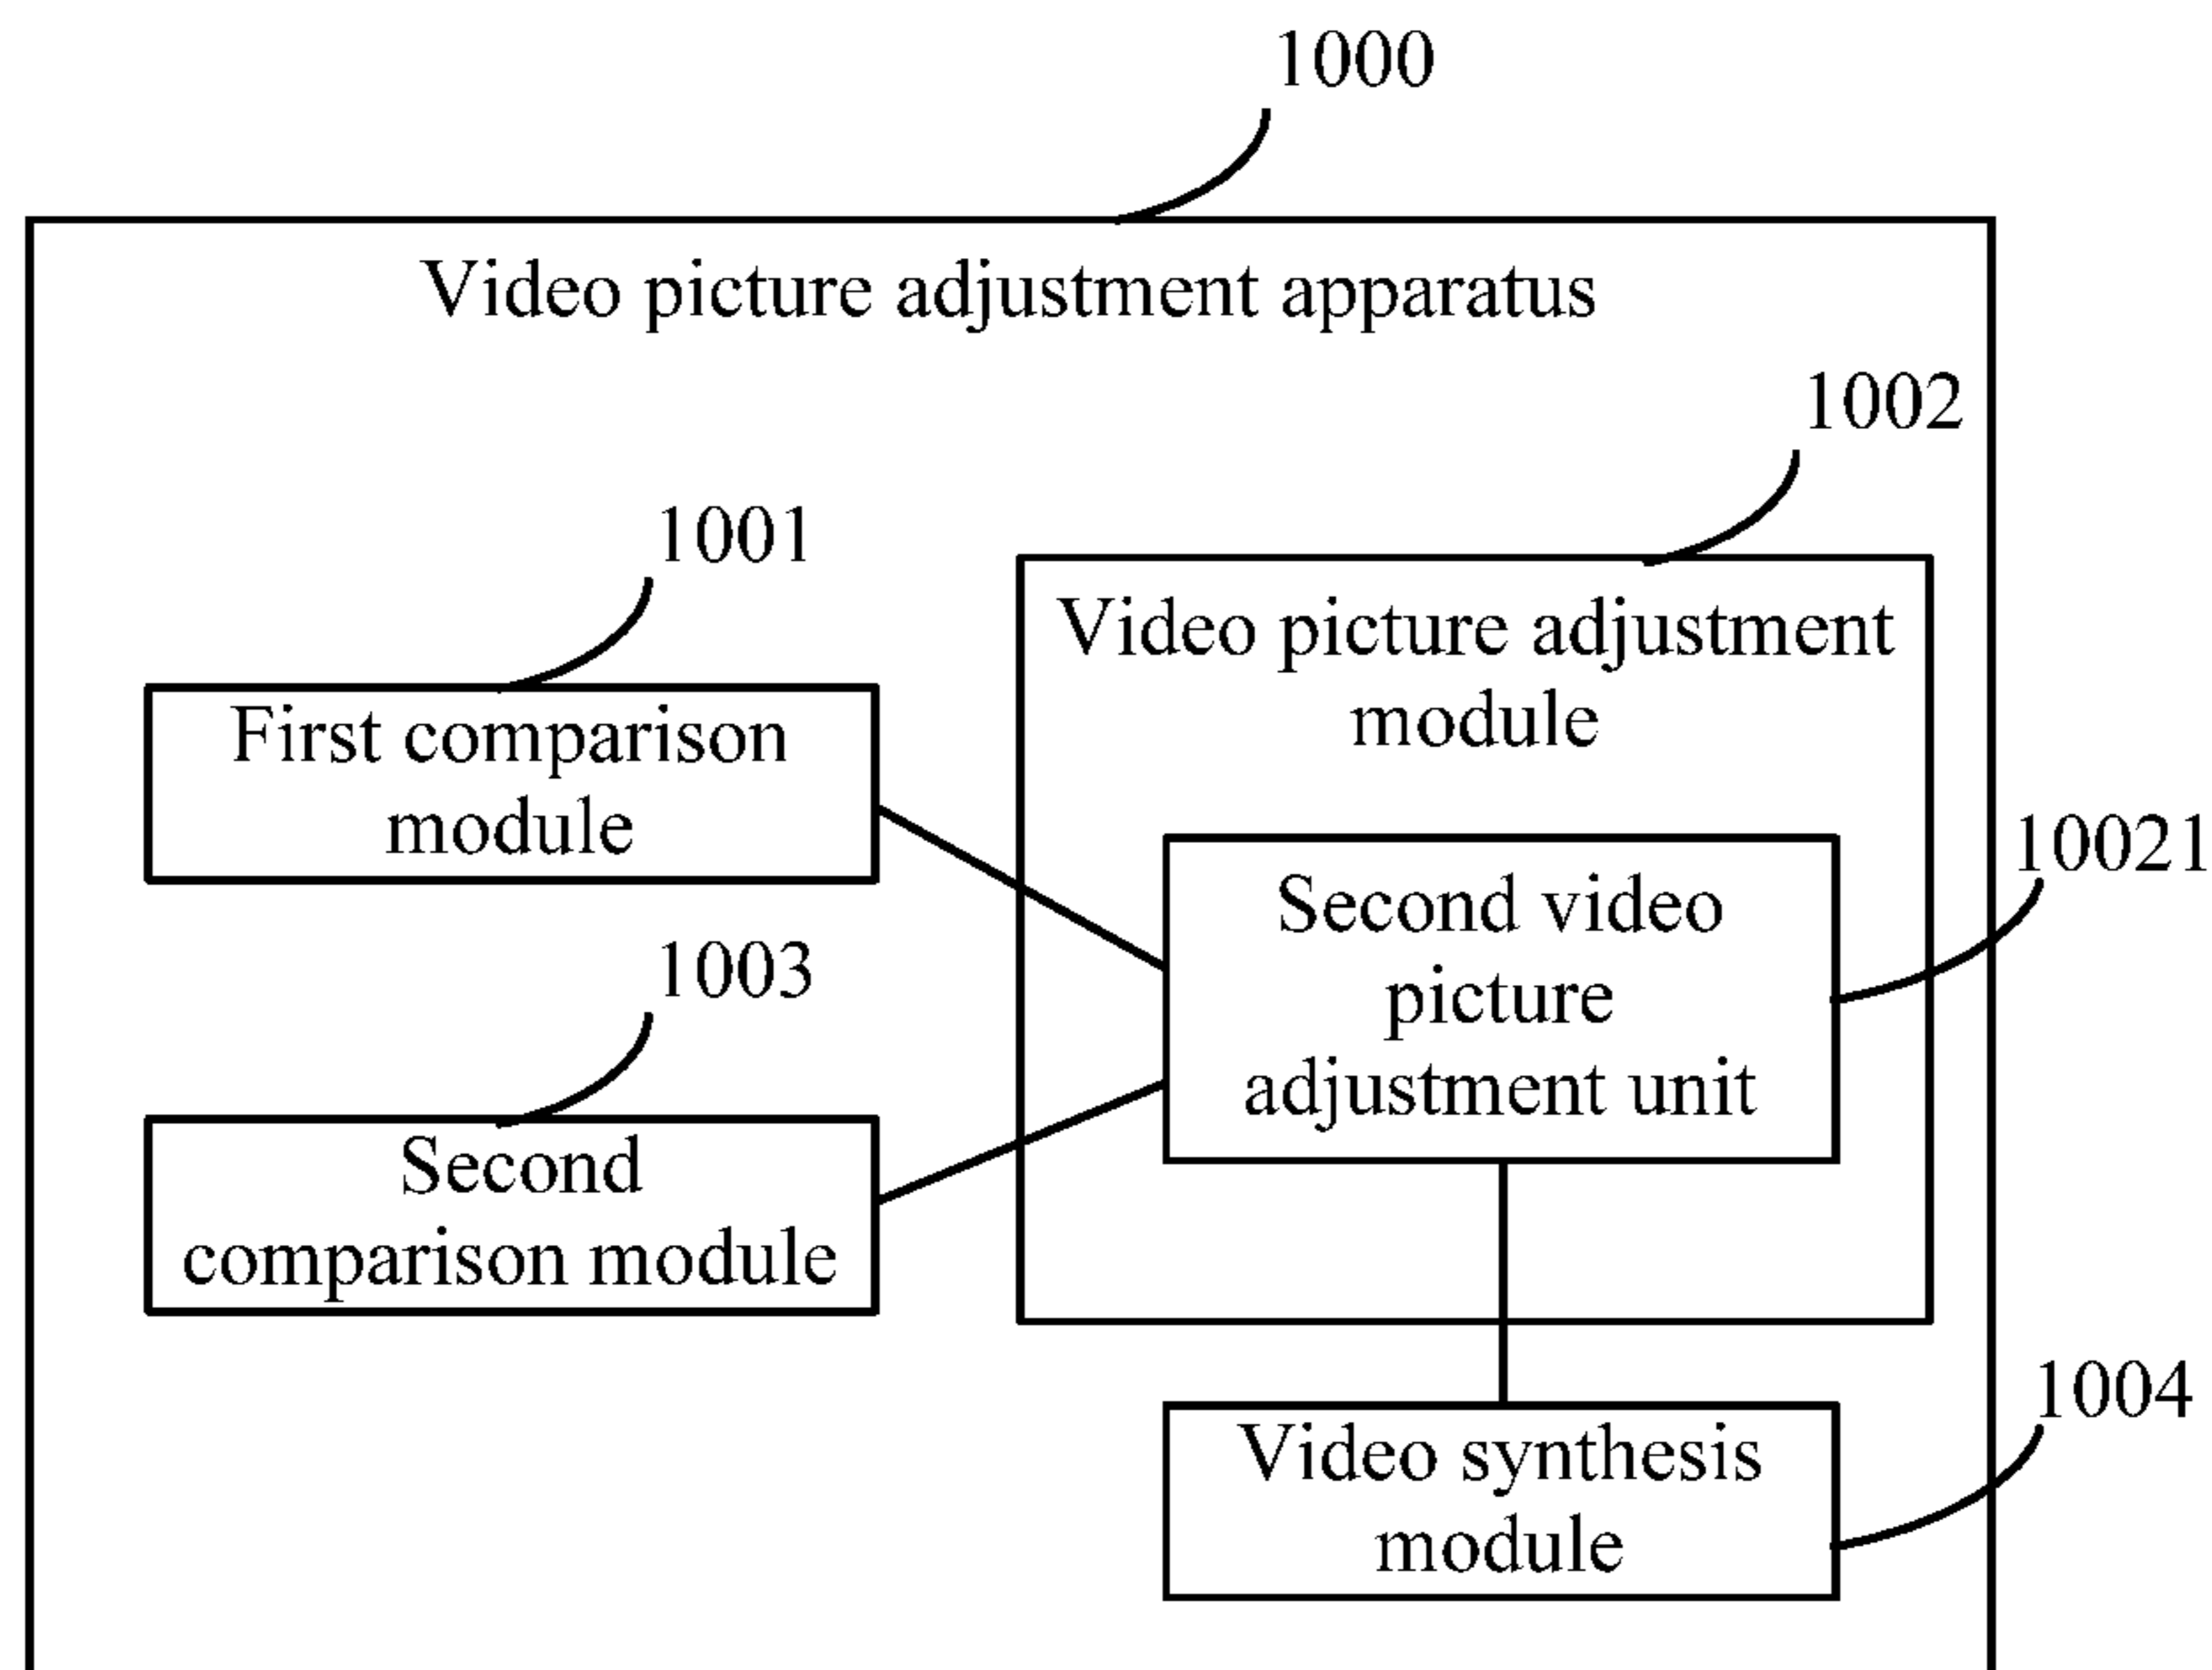 1000
Video picture adjustment apparatus
1002
1001
Video picture adjustment
module
First comparison
module
10021
Second video
picture
adjustment unit
1003
Second
comparison module
1004
Video synthesis
module